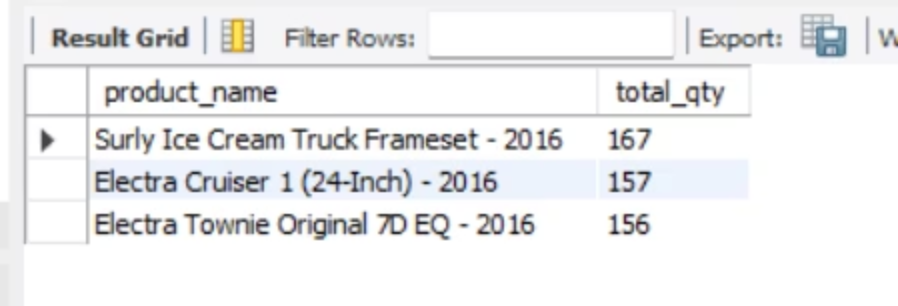 Result Grid Filter Rows: Export:
product_name total_qty
Surly Ice Cream Truck Frameset - 2016 167
Electra Cruiser 1 (24-Inch) - 2016 157
Electra Townie Original 7D EQ - 2016 156